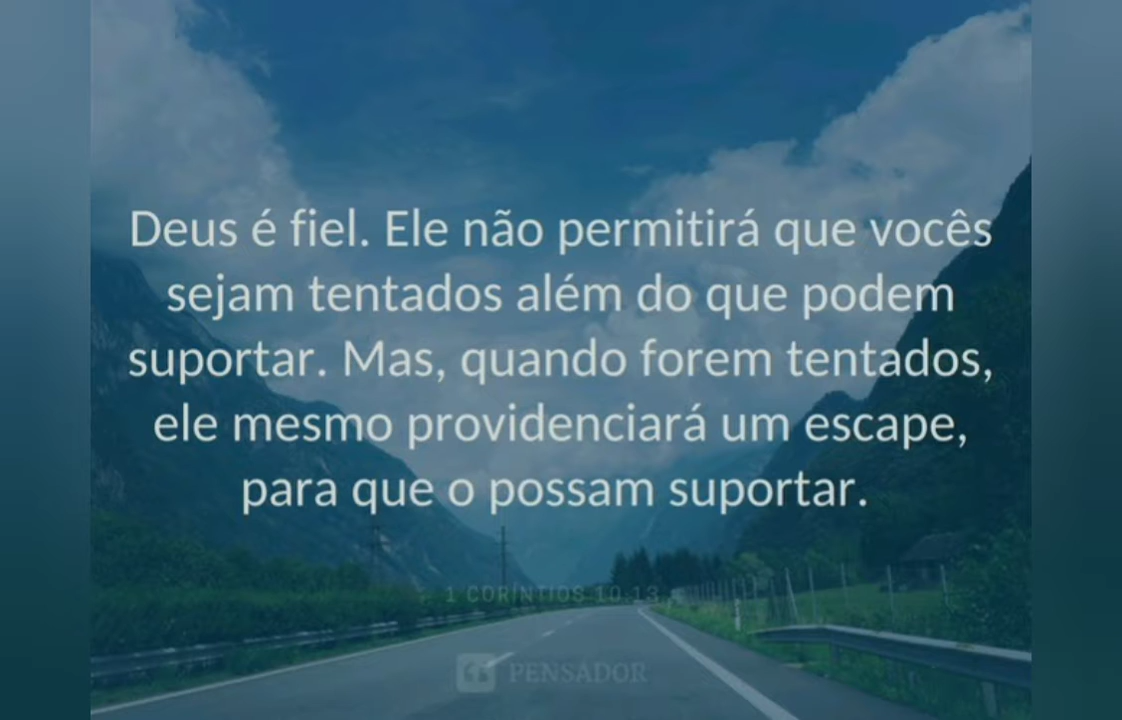 Deus é fiel. Ele não permitirá que vocês
sejam tentados além do que podem
suportar. Mas, quando forem tentados,
ele mesmo providenciará um escape,
para que o possam suportar.
1 CORÍNTIOS 10:13
PENSADOR